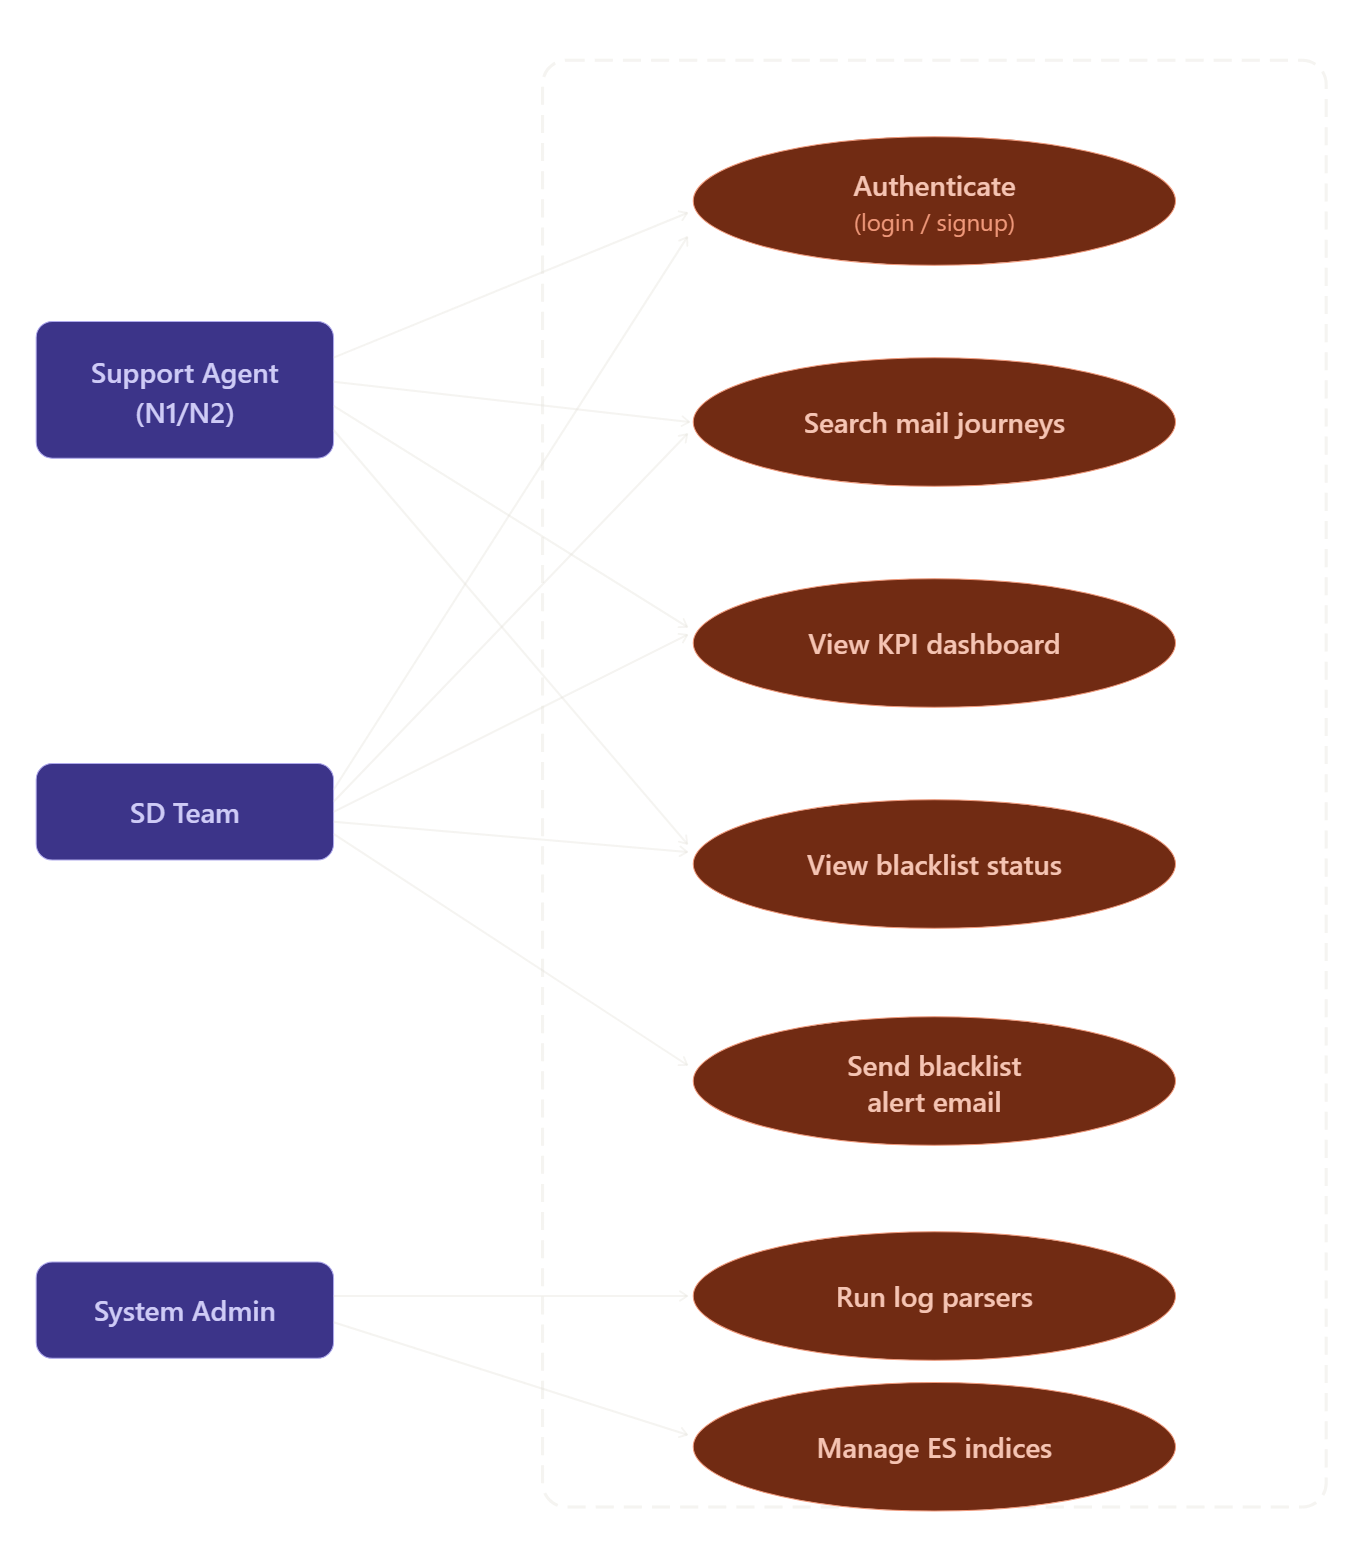 Authenticate
(login / signup)
Support Agent
(N1/N2)
Search mail journeys
View KPI dashboard
SD Team
View blacklist status
Send blacklist
alert email
System Admin
Run log parsers
Manage ES indices